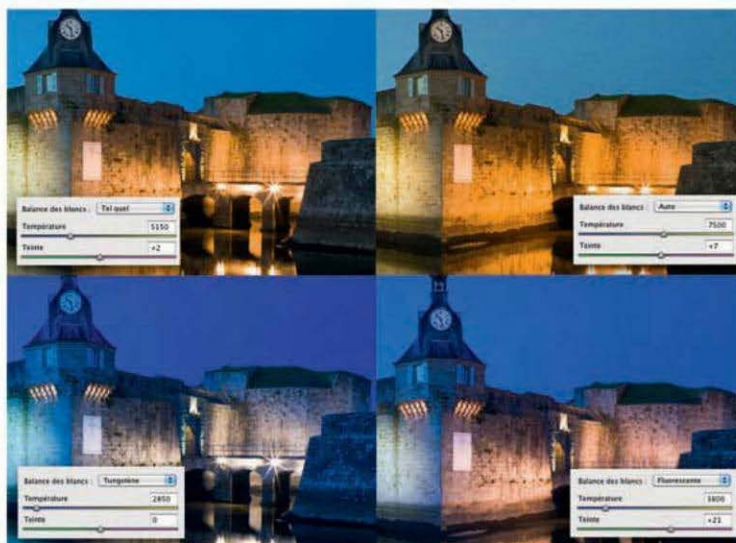 Balance des blancs : Tel quel
Température 5150
Teinte +2
Balance des blancs : Auto
Température 7500
Teinte +7
Balance des blancs : Tungstène
Température 2850
Teinte 0
Balance des blancs : Fluorescente
Température 3800
Teinte +21